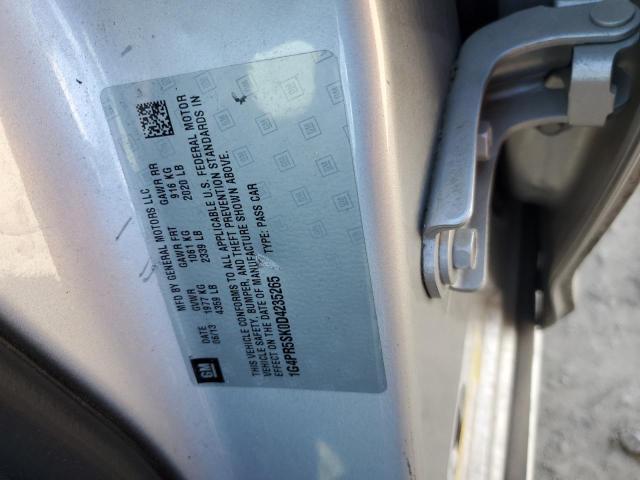 GM
MFD BY GENERAL MOTORS LLC
DATE GVWR GAWR FRT GAWR RR
06/13 1977 KG 1061 KG 916 KG
4359 LB 2339 LB 2020 LB
THIS VEHICLE CONFORMS TO ALL APPLICABLE U.S. FEDERAL MOTOR
VEHICLE SAFETY, BUMPER, AND THEFT PREVENTION STANDARDS IN
EFFECT ON THE DATE OF MANUFACTURE SHOWN ABOVE.
1G4PR5SK0D4235265 TYPE: PASS CAR